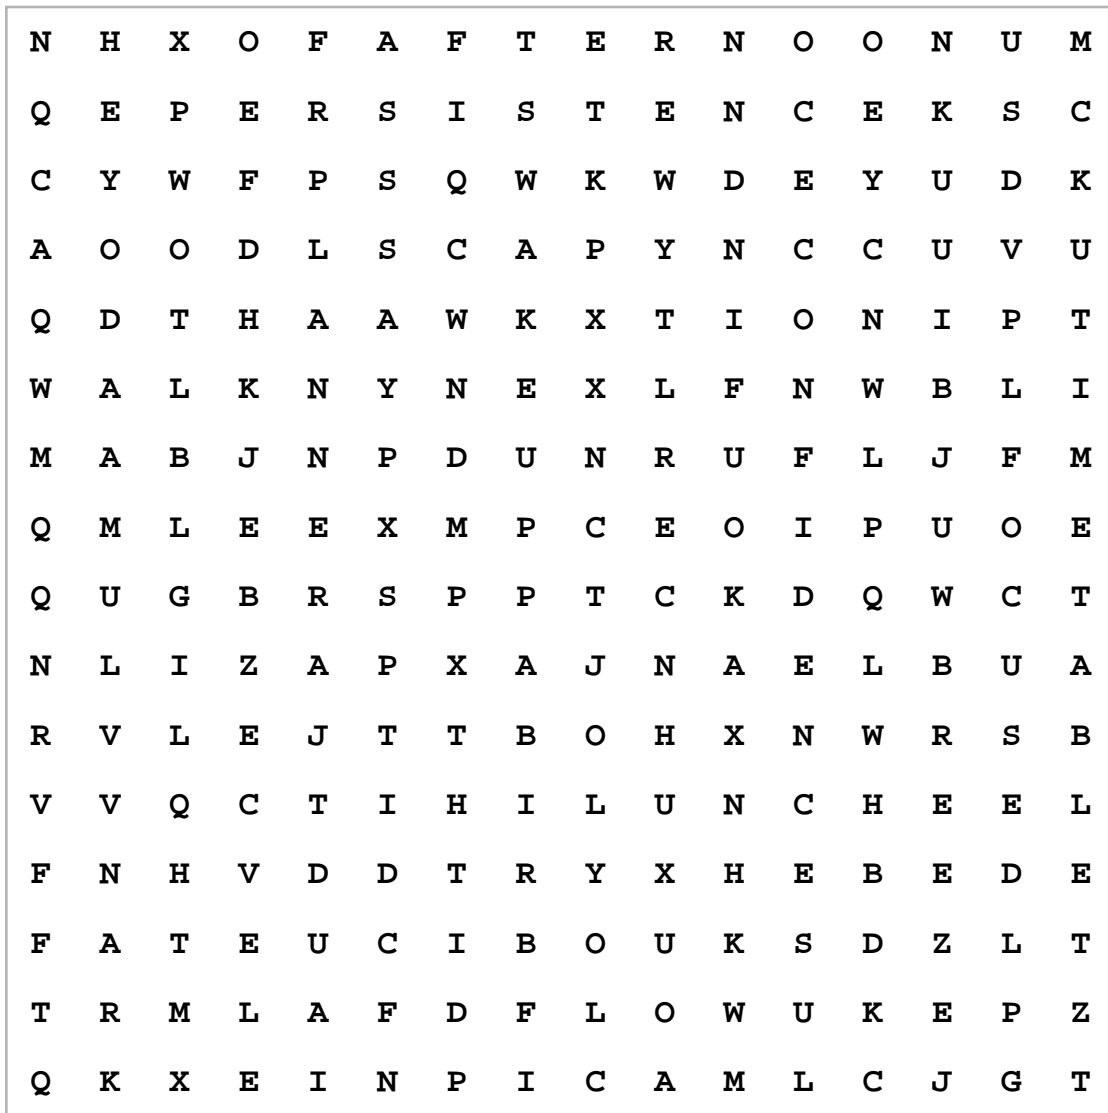 N H X O F A F T E R N O O N U M
Q E P E R S I S T E N C E K S C
C Y W F P S Q W K W D E Y U D K
A O O D L S C A P Y N C C U V U
Q D T H A A W K X T I O N I P T
W A L K N Y N E X L F N W B L I
M A B J N P D U N R U F L J F M
Q M L E E X M P C E O I P U O E
Q U G B R S P P T C K D Q W C T
N L I Z A P X A J N A E L B U A
R V L E J T T B O H X N W R S B
V V Q C T I H I L U N C H E E L
F N H V D D T R Y X H E B E D E
F A T E U C I B O U K S D Z L T
T R M L A F D F L O W U K E P Z
Q K X E I N P I C A M L C J G T